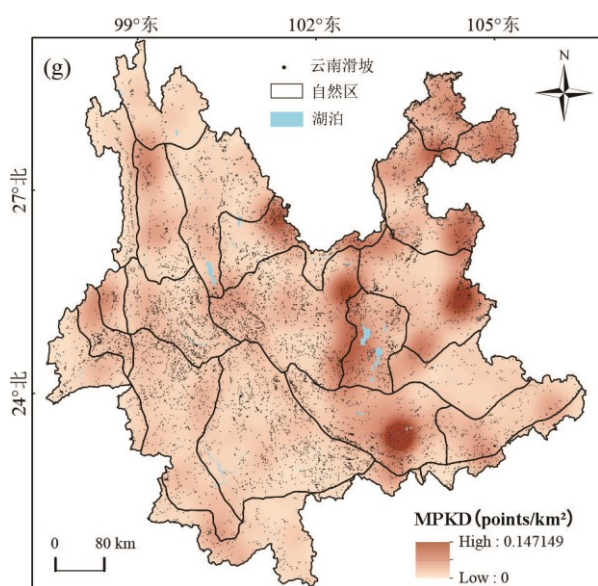 99°东
102°东
105°东
(g)
云南滑坡
自然区
湖泊
N
27°北
24°北
MPKD (points/km²)
High : 0.147149
Low : 0
0
80 km